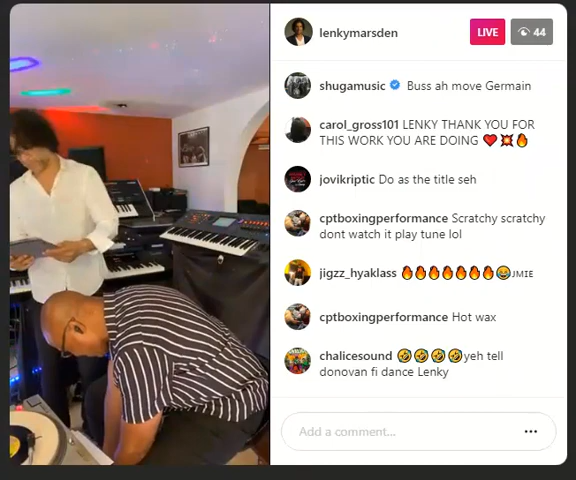 lenkymarsden
LIVE
44
shugamusic Buss ah move Germain
carol_gross101 LENKY THANK YOU FOR
THIS WORK YOU ARE DOING ❤️💥🔥
jovikriptic Do as the title seh
cptboxingperformance Scratchy scratchy
dont watch it play tune lol
jigzz_hyaklass 🔥🔥🔥🔥🔥🔥🔥😂JMIE
cptboxingperformance Hot wax
chalicesound 🤣🤣🤣🤣yeh tell
donovan fi dance Lenky
Add a comment...